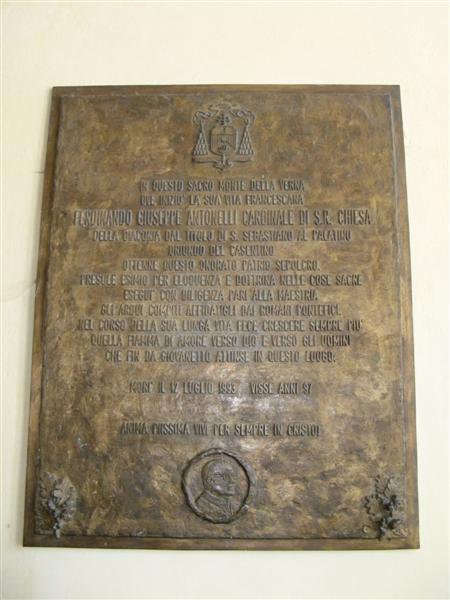 IN QUESTO SACRO MONTE DELLA VERNA
OVE INIZIO' LA SUA VITA FRANCESCANA
FERDINANDO GIUSEPPE ANTONELLI CARDINALE DI S.R. CHIESA
DELLA DIACONIA DAL TITOLO DI S. SEBASTIANO AL PALATINO
ORIUNDO DEL CASENTINO
OTTENNE QUESTO ONORATO PATRIO SEPOLCRO.
PRESULE ESIMIO PER ELOQUENZA E DOTTRINA NELLE COSE SACRE
ESEGUI' CON DILIGENZA PARI ALLA MAESTRIA
GLI ARDUI COMPITI AFFIDATIGLI DAI ROMANI PONTEFICI.
NEL CORSO DELLA SUA LUNGA VITA FECE CRESCERE SEMPRE PIU'
QUELLA FIAMMA DI AMORE VERSO DIO E VERSO GLI UOMINI
CHE FIN DA GIOVANETTO ATTINSE IN QUESTO LUOGO.
MORI' IL 12 LUGLIO 1993 VISSE ANNI 97
ANIMA PIISSIMA VIVI PER SEMPRE IN CRISTO!